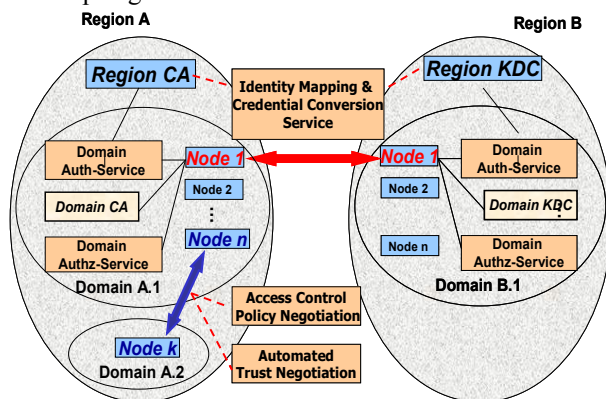 Region A
Region B
Region CA
Region KDC
Identity Mapping &
Credential Conversion
Service
Domain
Auth-Service
Node 1
Node 1
Domain
Auth-Service
Node 2
Node 2
Domain CA
Domain KDC
⋮
:
Node n
Node n
Domain
Authz-Service
Domain
Authz-Service
Domain A.1
Domain B.1
Access Control
Policy Negotiation
Node k
Automated
Trust Negotiation
Domain A.2